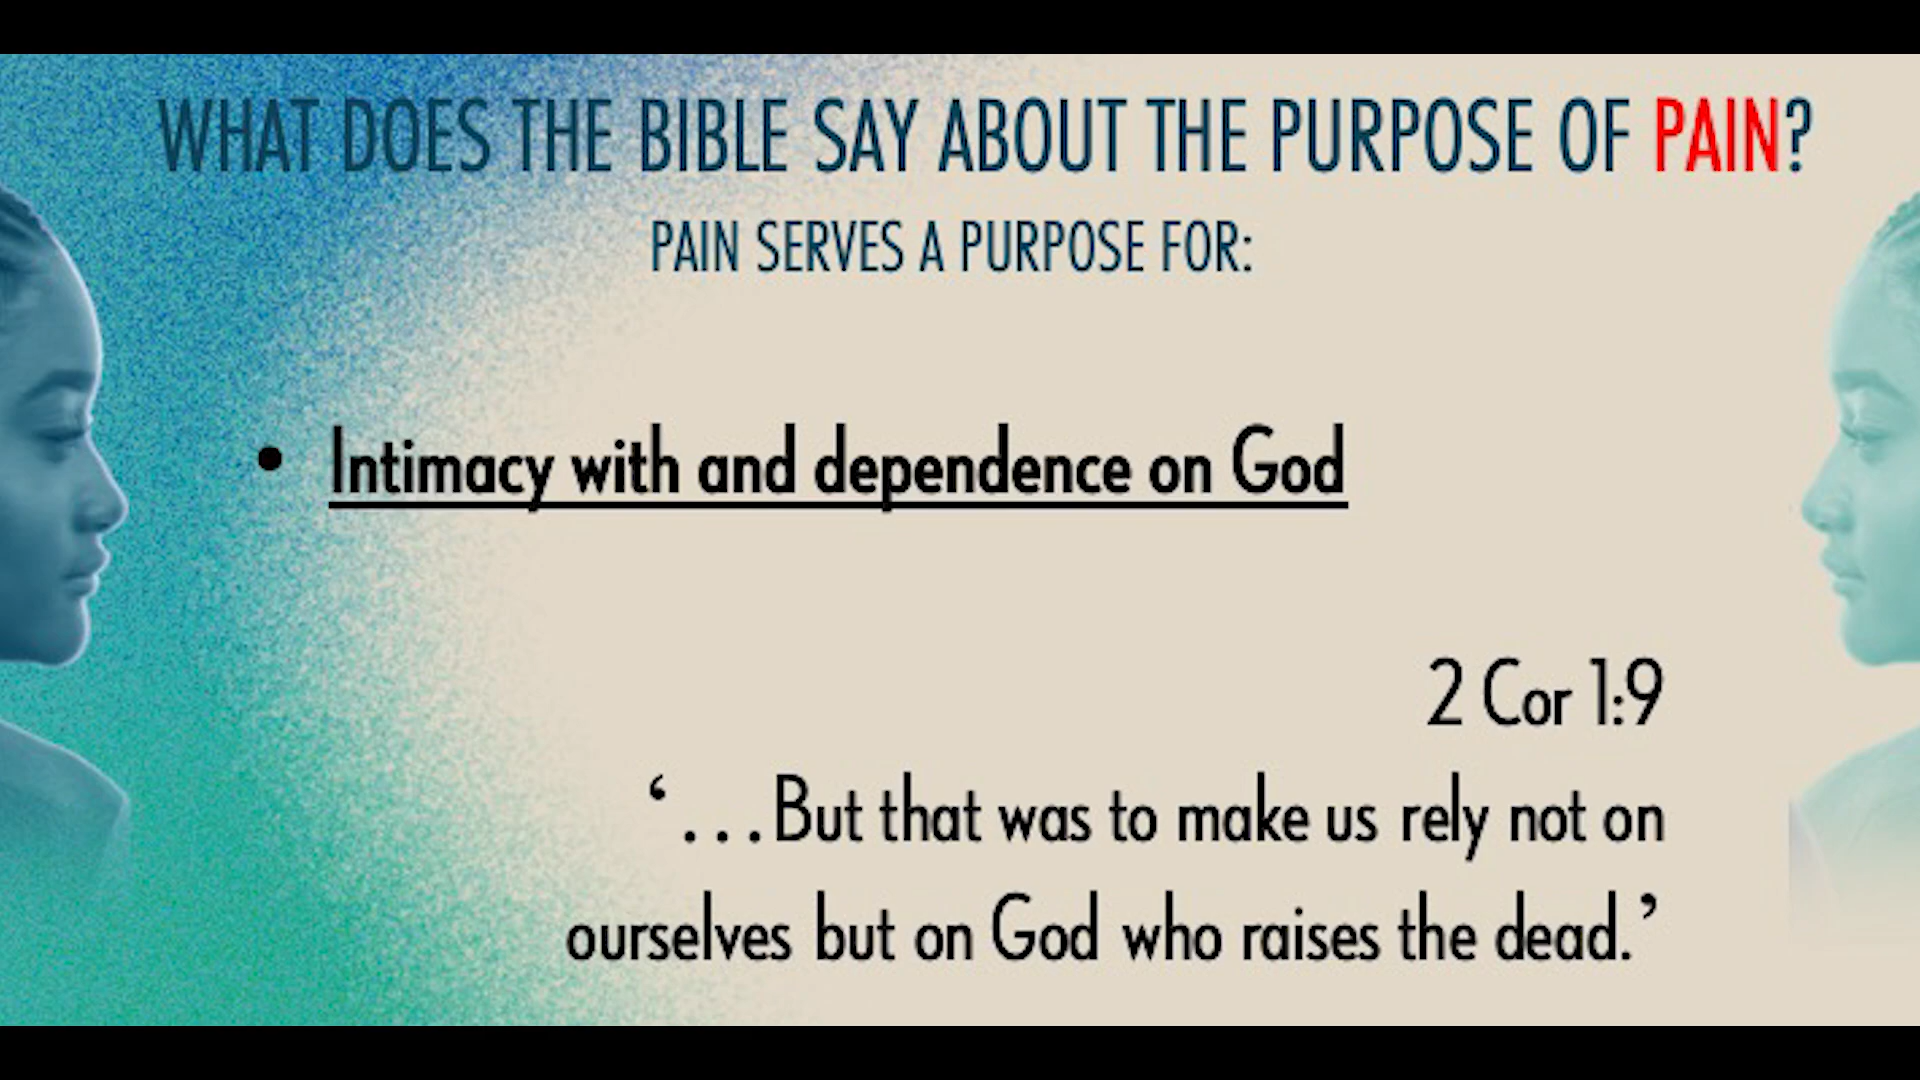 WHAT DOES THE BIBLE SAY ABOUT THE PURPOSE OF PAIN?
PAIN SERVES A PURPOSE FOR:
• Intimacy with and dependence on God
2 Cor 1:9
‘...But that was to make us rely not on
ourselves but on God who raises the dead.’